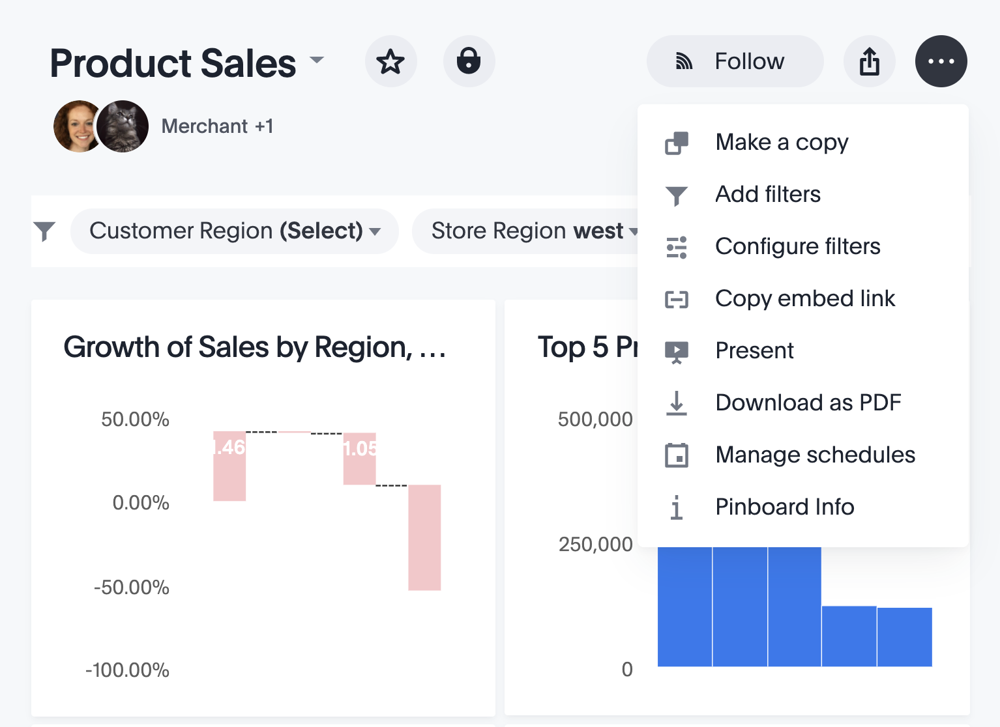 Product Sales
Follow
Merchant +1
Make a copy
Add filters
Configure filters
Copy embed link
Present
Download as PDF
Manage schedules
Pinboard Info
Customer Region (Select)
Store Region west
Growth of Sales by Region, ...
50.00%
0.00%
-50.00%
-100.00%
.46
1.05
Top 5
500,000
250,000
0